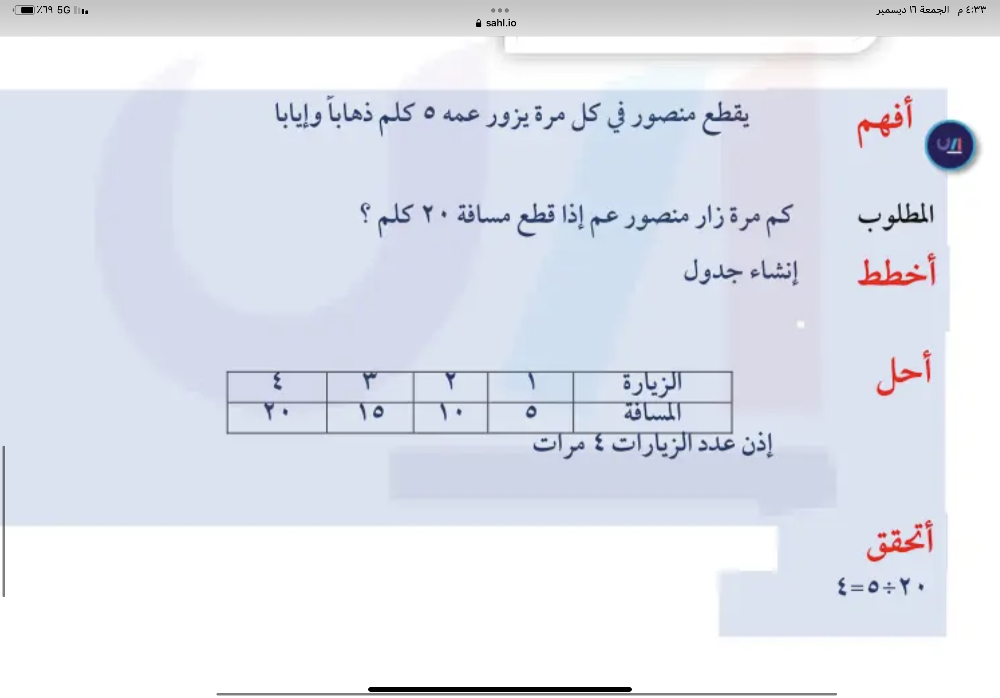 ٤:٣٣ م الجمعة ١٦ ديسمبر
5G ٦٩٪
sahl.io
أفهم يقطع منصور في كل مرة يزور عمه ٥ كلم ذهاباً وإيابا
المطلوب كم مرة زار منصور عم إذا قطع مسافة ٢٠ كلم ؟
أخطط إنشاء جدول
أحل
الزيارة ١ ٢ ٣ ٤
المسافة ٥ ١٠ ١٥ ٢٠
إذن عدد الزيارات ٤ مرات
أتحقق
٢٠÷٥=٤